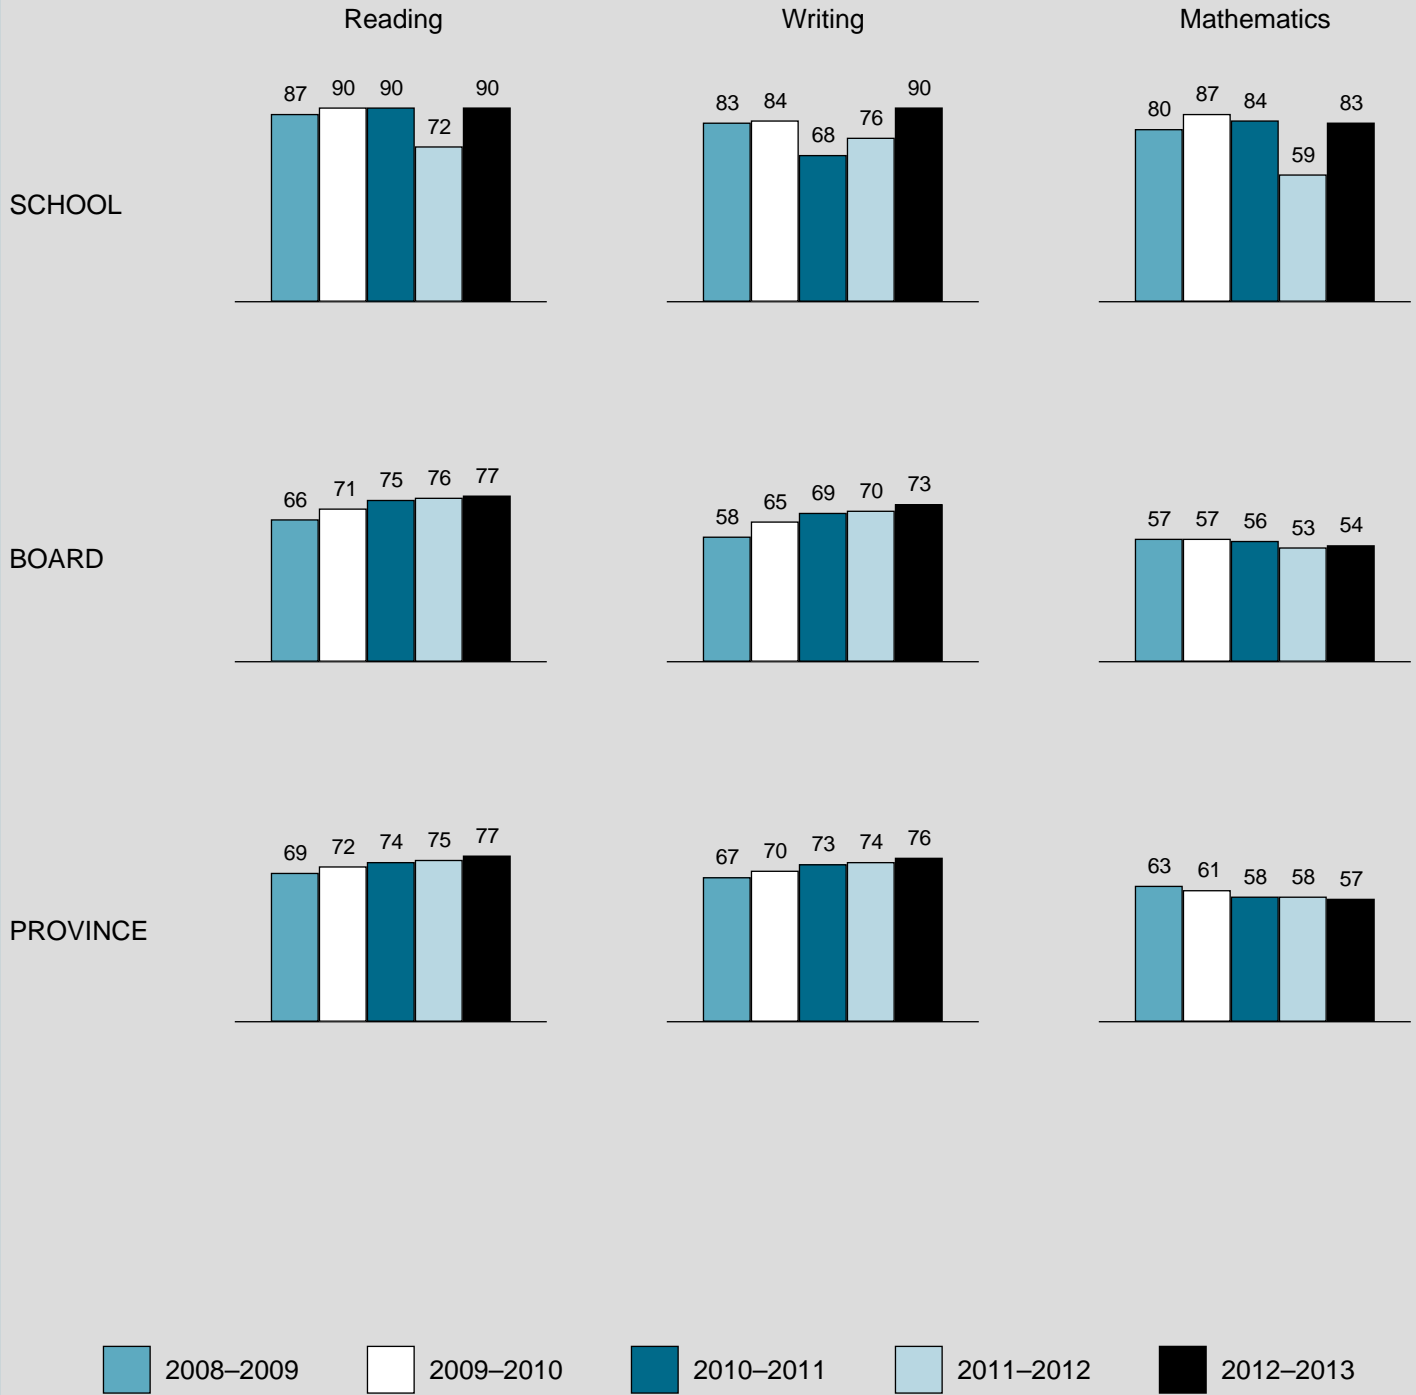 Reading Writing Mathematics
87 90 90 72 90
83 84 68 76 90
80 87 84 59 83
SCHOOL
66 71 75 76 77
58 65 69 70 73
57 57 56 53 54
BOARD
69 72 74 75 77
67 70 73 74 76
63 61 58 58 57
PROVINCE
2008–2009 2009–2010 2010–2011 2011–2012 2012–2013